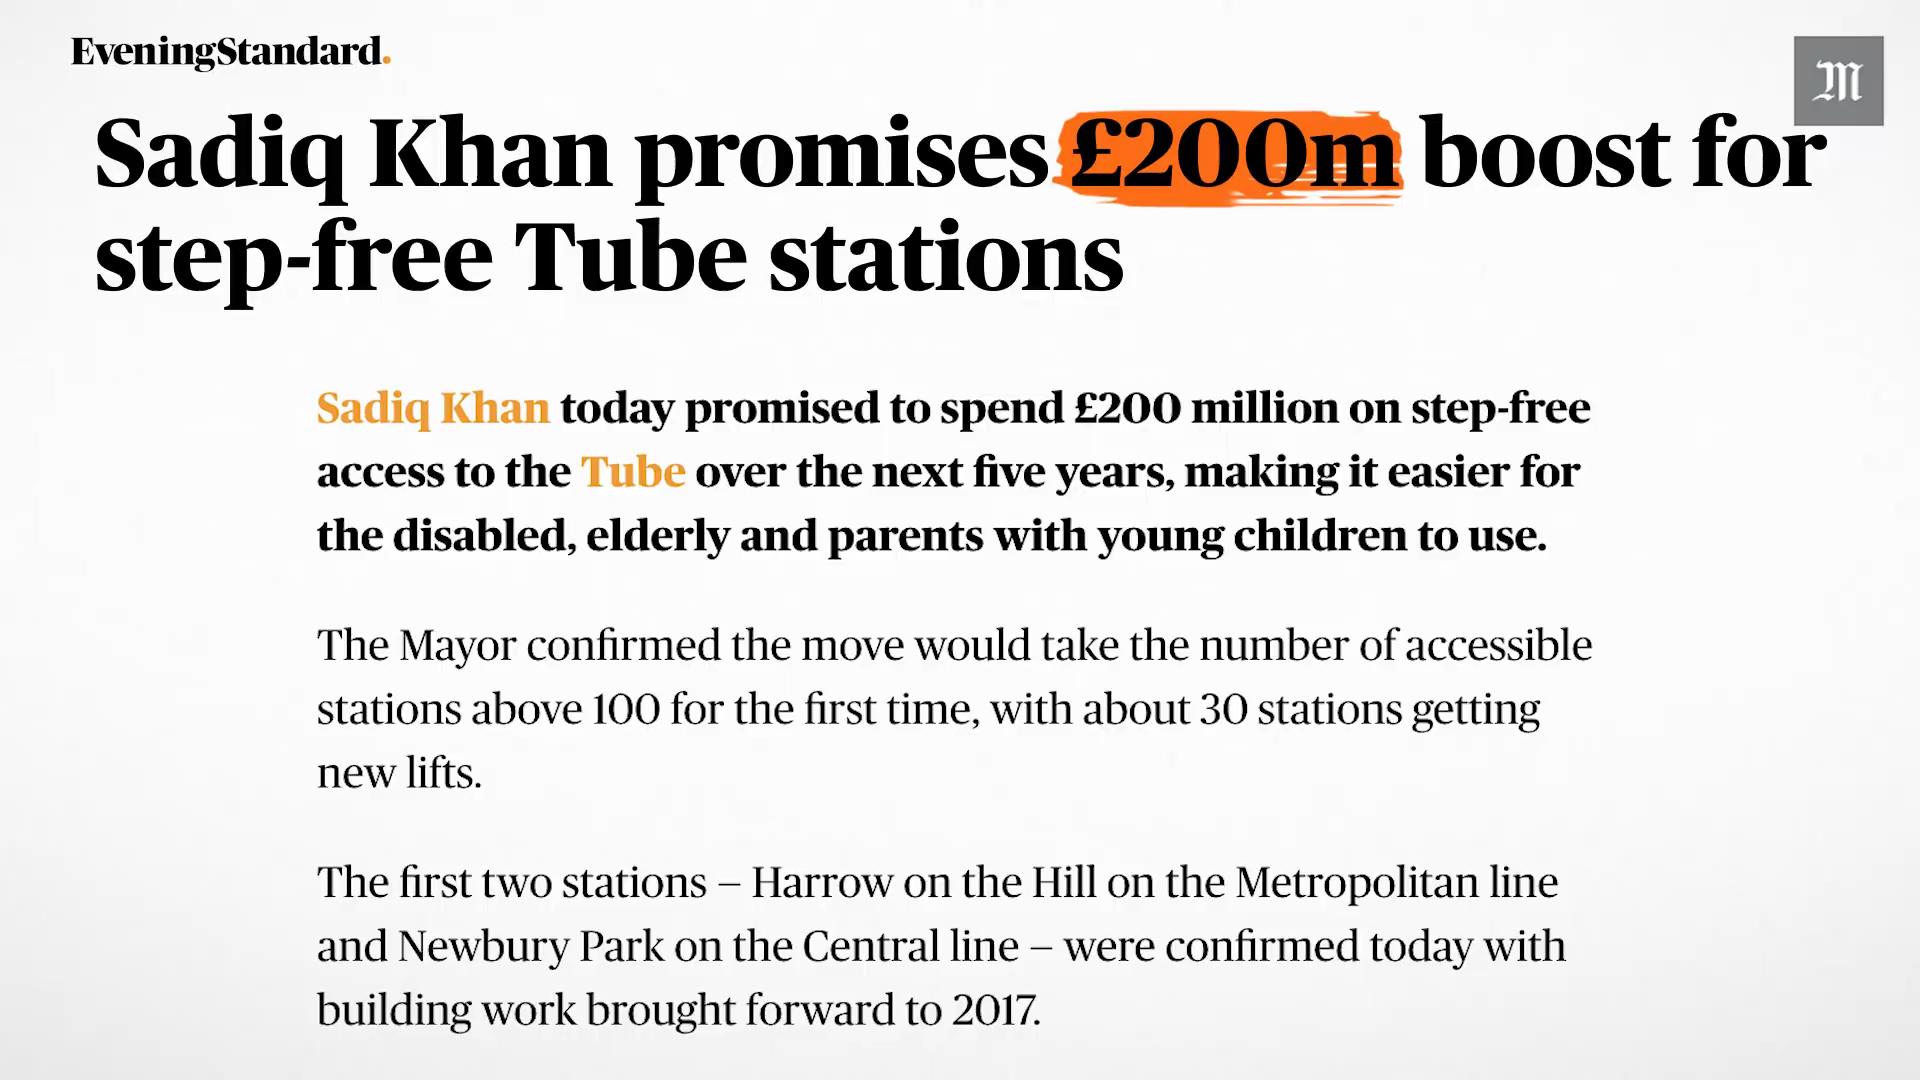 EveningStandard.
M
Sadiq Khan promises £200m boost for
step-free Tube stations
Sadiq Khan today promised to spend £200 million on step-free
access to the Tube over the next five years, making it easier for
the disabled, elderly and parents with young children to use.
The Mayor confirmed the move would take the number of accessible
stations above 100 for the first time, with about 30 stations getting
new lifts.
The first two stations – Harrow on the Hill on the Metropolitan line
and Newbury Park on the Central line – were confirmed today with
building work brought forward to 2017.